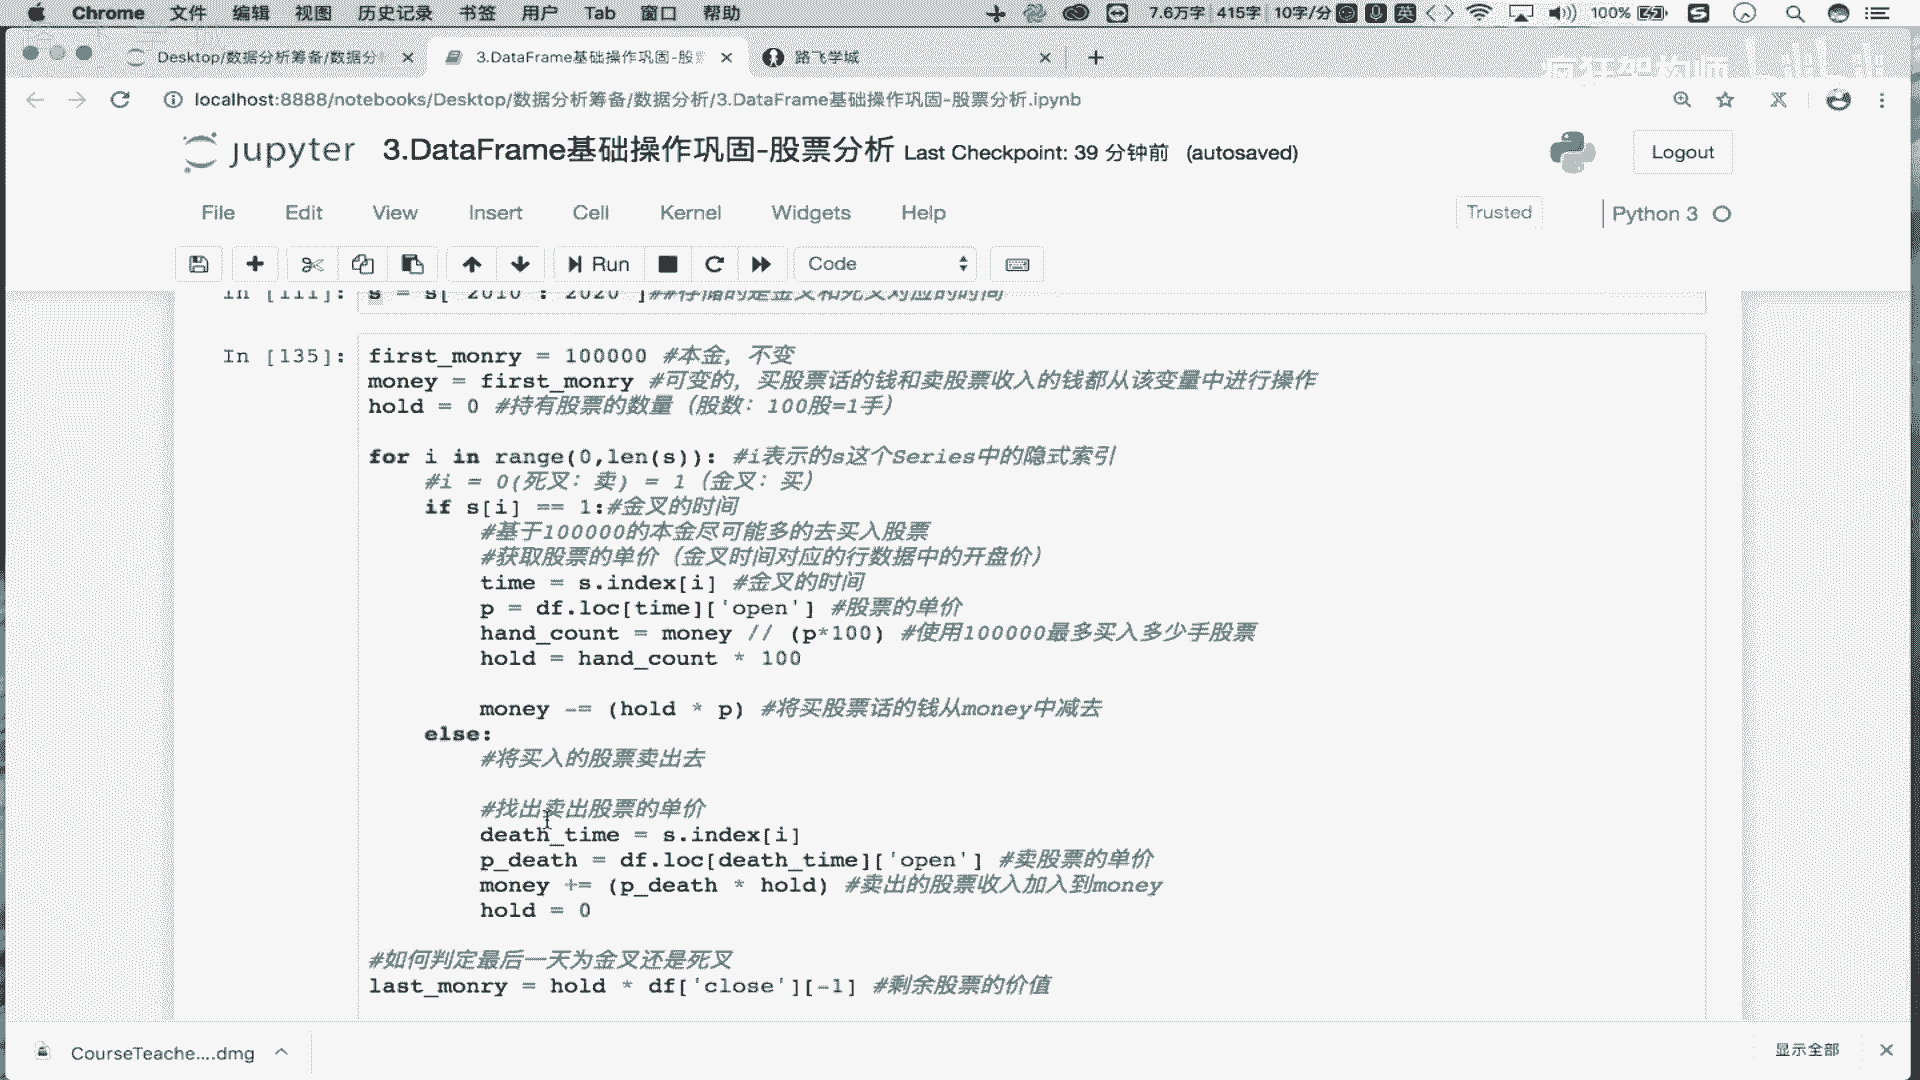 Chrome 文件 编辑 视图 历史记录 书签 用户 Tab 窗口 帮助 7.6万字 415字 10字/分 英 100%
Desktop/数据分析筹备/数据分 3.DataFrame基础操作巩固-股 路飞学城
疯狂架构师
localhost:8888/notebooks/Desktop/数据分析筹备/数据分析/3.DataFrame基础操作巩固-股票分析.ipynb
jupyter 3.DataFrame基础操作巩固-股票分析 Last Checkpoint: 39 分钟前 (autosaved) Logout
File Edit View Insert Cell Kernel Widgets Help Trusted Python 3
Run Code
In [111]: s = s['2010':'2020']##存储的是金叉和死叉对应的时间
In [135]: first_monry = 100000 #本金，不变
money = first_monry #可变的，买股票话的钱和卖股票收入的钱都从该变量中进行操作
hold = 0 #持有股票的数量（股数：100股=1手）
for i in range(0,len(s)): #i表示的s这个Series中的隐式索引
#i = 0(死叉：卖) = 1（金叉：买）
if s[i] == 1:#金叉的时间
#基于100000的本金尽可能多的去买入股票
#获取股票的单价（金叉时间对应的行数据中的开盘价）
time = s.index[i] #金叉的时间
p = df.loc[time]['open'] #股票的单价
hand_count = money // (p*100) #使用100000最多买入多少手股票
hold = hand_count * 100
money -= (hold * p) #将买股票话的钱从money中减去
else:
#将买入的股票卖出去
#找出卖出股票的单价
death_time = s.index[i]
p_death = df.loc[death_time]['open'] #卖股票的单价
money += (p_death * hold) #卖出的股票收入加入到money
hold = 0
#如何判定最后一天为金叉还是死叉
last_monry = hold * df['close'][-1] #剩余股票的价值
CourseTeache....dmg 显示全部